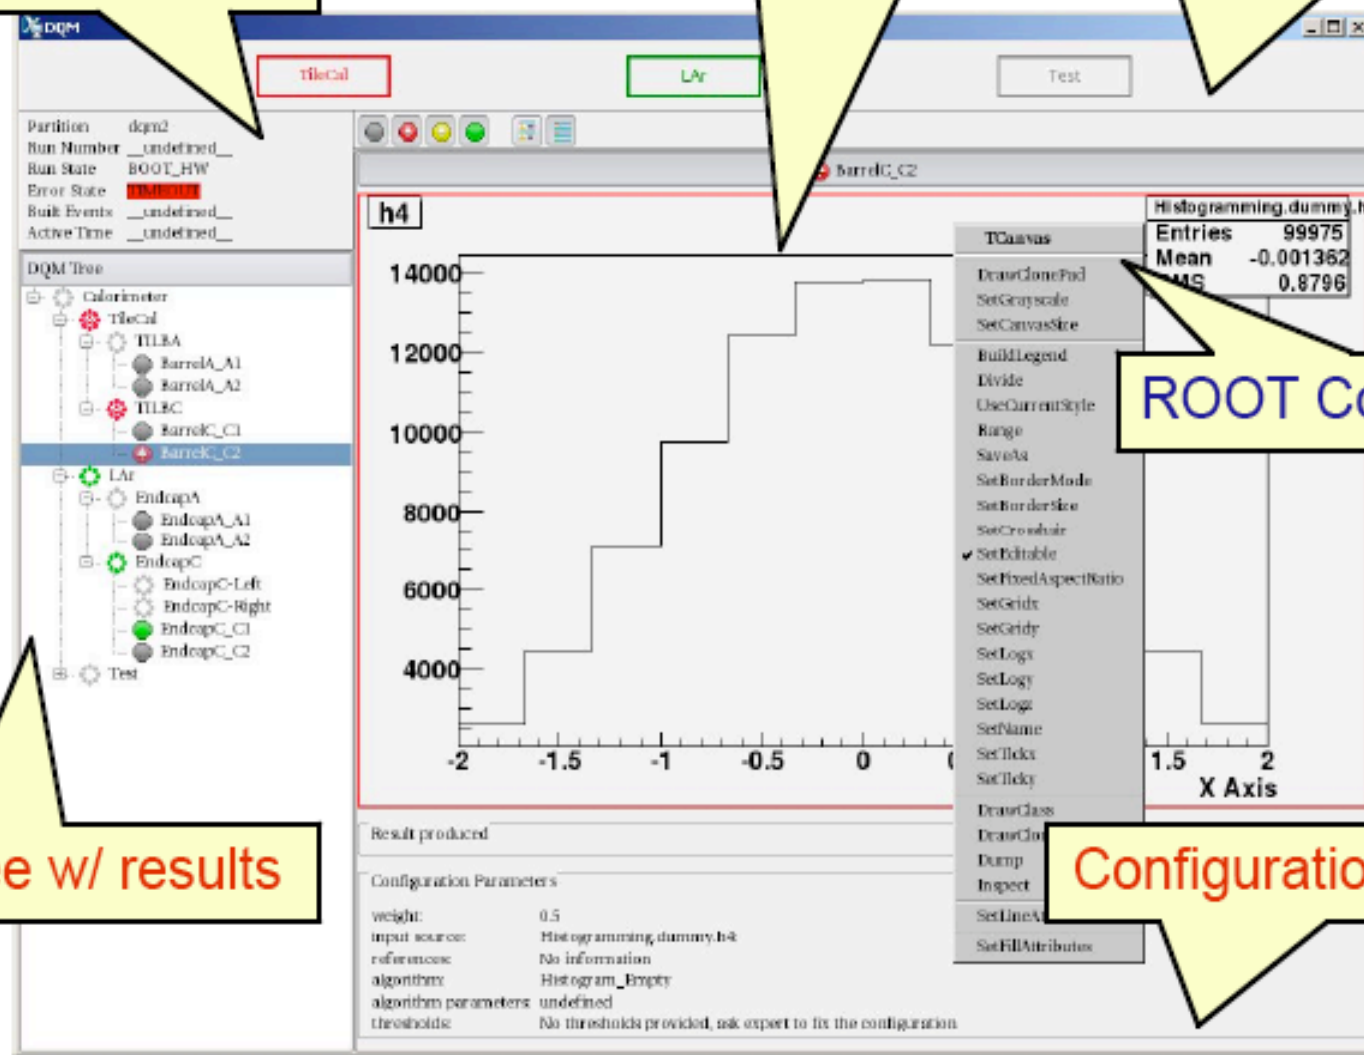 DQM
TileCal
LAr
Test
Partition dqm2
Run Number __undefined__
Run State BOOT_HW
Error State TIMEOUT
Built Events __undefined__
Active Time __undefined__
BarrelC_C2
DQM Tree
Calorimeter
TileCal
TILBA
BarrelA_A1
BarrelA_A2
TILBC
BarrelC_C1
BarrelC_C2
LAr
EndcapA
EndcapA_A1
EndcapA_A2
EndcapC
EndcapC-Left
EndcapC-Right
EndcapC_C1
EndcapC_C2
Test
h4
14000
12000
10000
8000
6000
4000
-2 -1.5 -1 -0.5 0 1.5 2
X Axis
Histogramming.dummy.h
Entries 99975
Mean -0.001362
MS 0.8796
TCanvas
DrawClonePad
SetGrayscale
SetCanvasSize
BuildLegend
Divide
UseCurrentStyle
Range
SaveAs
SetBorderMode
SetBorderSize
SetCrosshair
SetEditable
SetFixedAspectRatio
SetGridx
SetGridy
SetLogx
SetLogy
SetLogz
SetName
SetTickx
SetTicky
DrawClass
DrawClo
Dump
Inspect
SetLineAt
SetFillAttributes
ROOT Co
e w/ results
Configuratio
Result produced
Configuration Parameters
weight: 0.5
input source: Histogramming.dummy.h4
references: No information
algorithm: Histogram_Empty
algorithm parameters: undefined
thresholds: No thresholds provided, ask expert to fix the configuration